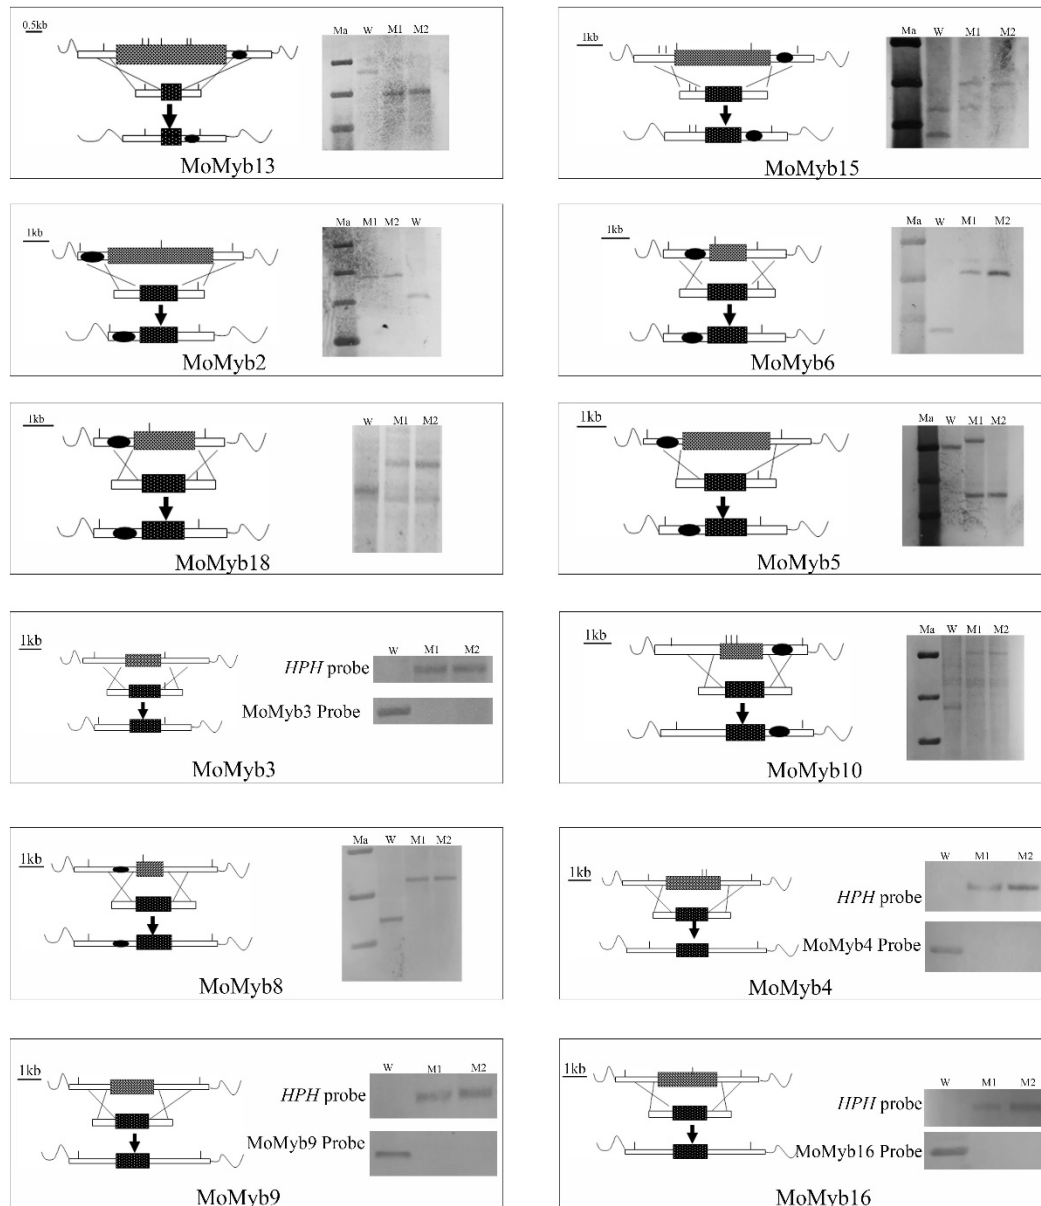 0.5kb
Ma W M1 M2
MoMyb13
1kb
Ma W M1 M2
MoMyb15
1kb
Ma M1 M2 W
MoMyb2
1kb
Ma W M1 M2
MoMyb6
1kb
W M1 M2
MoMyb18
1kb
Ma W M1 M2
MoMyb5
1kb
W M1 M2
HPH probe
MoMyb3 Probe
MoMyb3
1kb
Ma W M1 M2
MoMyb10
1kb
Ma W M1 M2
MoMyb8
1kb
W M1 M2
HPH probe
MoMyb4 Probe
MoMyb4
1kb
W M1 M2
HPH probe
MoMyb9 Probe
MoMyb9
1kb
W M1 M2
HPH probe
MoMyb16 Probe
MoMyb16